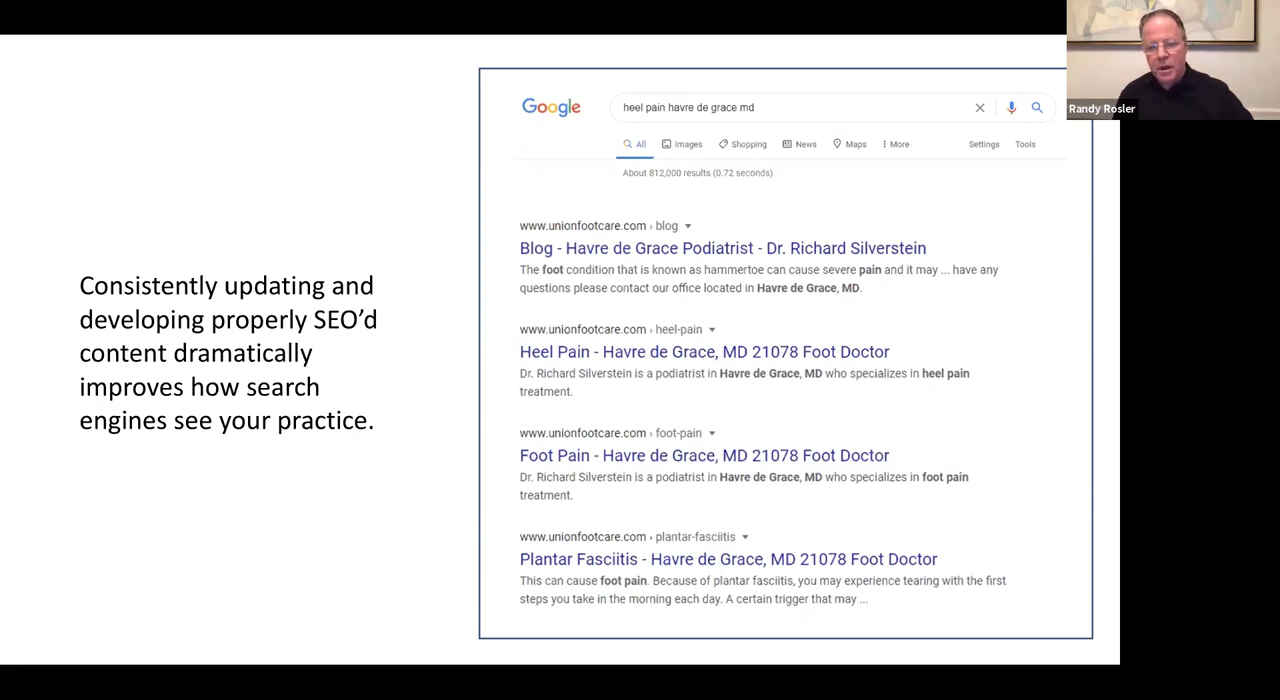 Consistently updating and
developing properly SEO’d
content dramatically
improves how search
engines see your practice.
Google
heel pain havre de grace md
All Images Shopping News Maps More Settings Tools
About 812,000 results (0.72 seconds)
www.unionfootcare.com › blog
Blog - Havre de Grace Podiatrist - Dr. Richard Silverstein
The foot condition that is known as hammertoe can cause severe pain and it may ... have any
questions please contact our office located in Havre de Grace, MD.
www.unionfootcare.com › heel-pain
Heel Pain - Havre de Grace, MD 21078 Foot Doctor
Dr. Richard Silverstein is a podiatrist in Havre de Grace, MD who specializes in heel pain
treatment.
www.unionfootcare.com › foot-pain
Foot Pain - Havre de Grace, MD 21078 Foot Doctor
Dr. Richard Silverstein is a podiatrist in Havre de Grace, MD who specializes in foot pain
treatment.
www.unionfootcare.com › plantar-fasciitis
Plantar Fasciitis - Havre de Grace, MD 21078 Foot Doctor
This can cause foot pain. Because of plantar fasciitis, you may experience tearing with the first
steps you take in the morning each day. A certain trigger that may ...
Randy Rosler